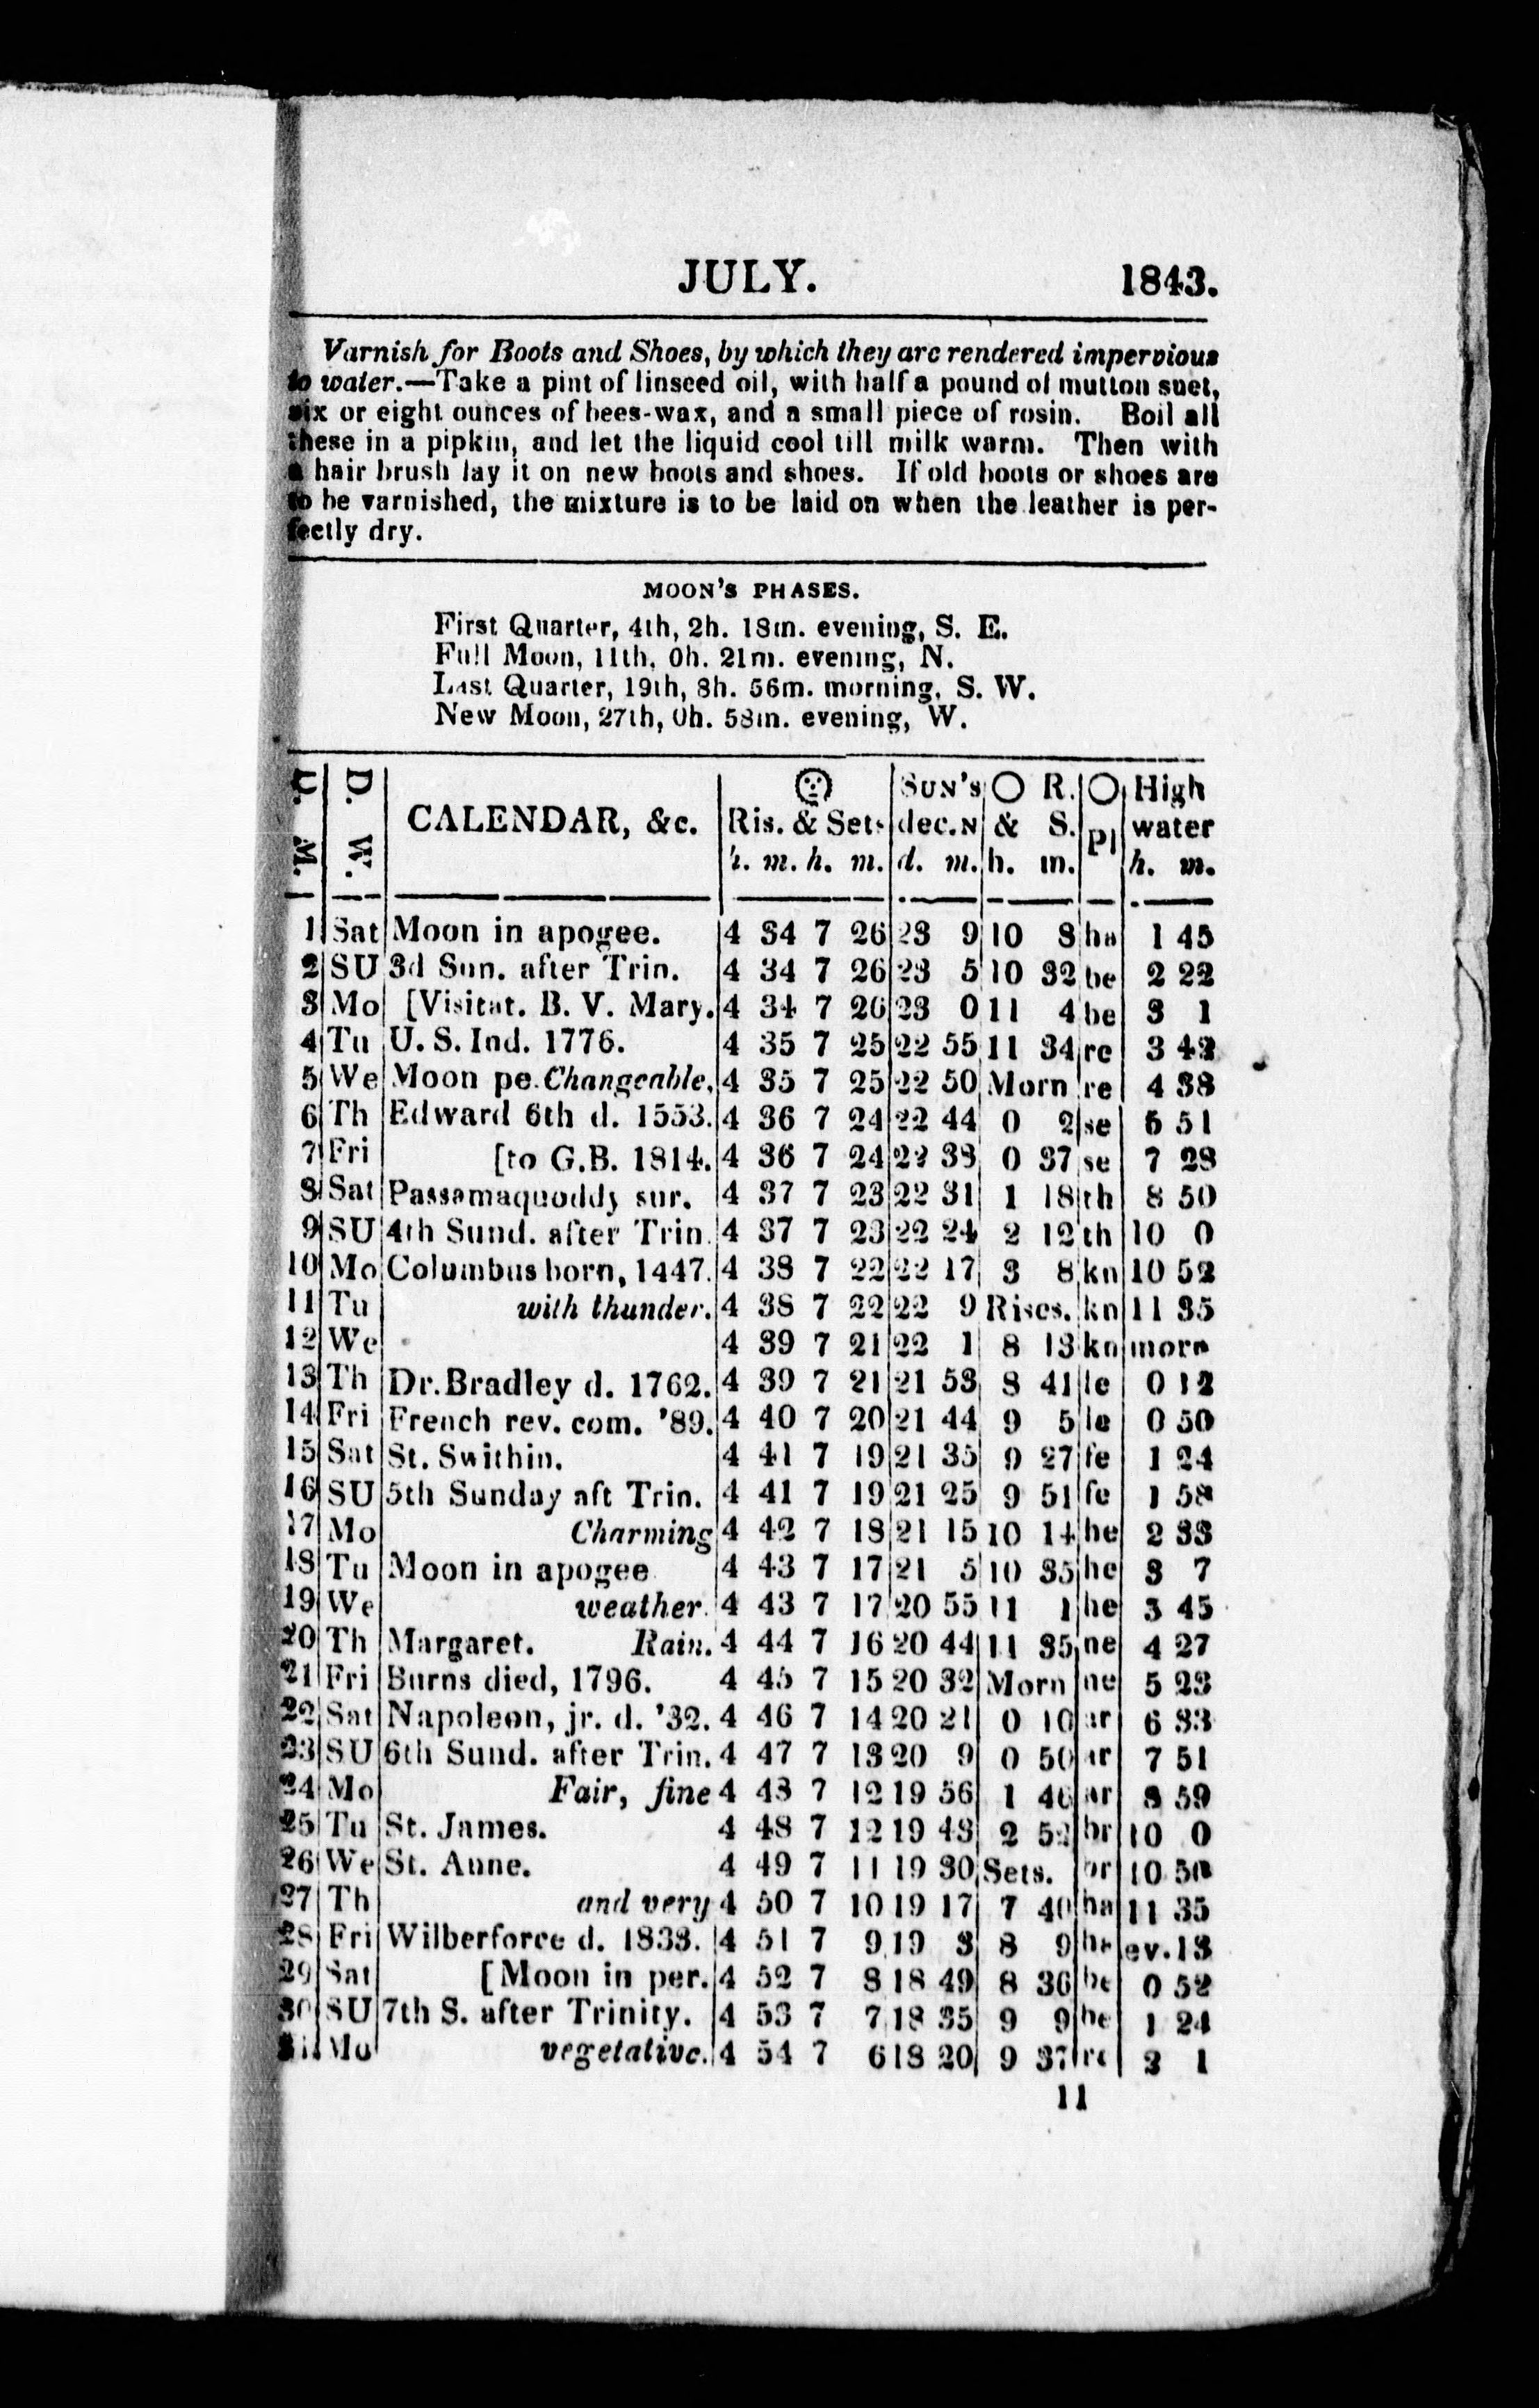 JULY. 1843.
Varnish for Boots and Shoes, by which they are rendered impervious
to water.—Take a pint of linseed oil, with half a pound of mutton suet,
six or eight ounces of bees-wax, and a small piece of rosin. Boil all
these in a pipkin, and let the liquid cool till milk warm. Then with
a hair brush lay it on new boots and shoes. If old boots or shoes are
to be varnished, the mixture is to be laid on when the leather is per-
fectly dry.
MOON'S PHASES.
First Quarter, 4th, 2h. 18m. evening, S. E.
Full Moon, 11th, 0h. 21m. evening, N.
Last Quarter, 19th, 8h. 56m. morning, S. W.
New Moon, 27th, 0h. 58m. evening, W.
D. M. D. W. CALENDAR, &c. Ris. & Sets SUN'S dec. N ○ R. & S. ○ pl High water
h. m. h. m. d. m. h. m. h. m.
1 Sat Moon in apogee. 4 34 7 26 23 9 10 8 ha 1 45
2 SU 3d Sun. after Trin. 4 34 7 26 23 5 10 32 be 2 22
3 Mo [Visitat. B. V. Mary. 4 34 7 26 23 0 11 4 be 3 1
4 Tu U. S. Ind. 1776. 4 35 7 25 22 55 11 34 re 3 43
5 We Moon pe. Changeable, 4 35 7 25 22 50 Morn re 4 38
6 Th Edward 6th d. 1553. 4 36 7 24 22 44 0 2 se 5 51
7 Fri [to G.B. 1814. 4 36 7 24 22 38 0 37 se 7 28
8 Sat Passamaquoddy sur. 4 37 7 23 22 31 1 18 th 8 50
9 SU 4th Sund. after Trin. 4 37 7 23 22 24 2 12 th 10 0
10 Mo Columbus born, 1447. 4 38 7 22 22 17 3 8 kn 10 52
11 Tu with thunder. 4 38 7 22 22 9 Rises. kn 11 35
12 We 4 39 7 21 22 1 8 13 kn morn
13 Th Dr. Bradley d. 1762. 4 39 7 21 21 53 8 41 le 0 12
14 Fri French rev. com. '89. 4 40 7 20 21 44 9 5 le 0 50
15 Sat St. Swithin. 4 41 7 19 21 35 9 27 fe 1 24
16 SU 5th Sunday aft Trin. 4 41 7 19 21 25 9 51 fe 1 58
17 Mo Charming 4 42 7 18 21 15 10 14 he 2 33
18 Tu Moon in apogee 4 43 7 17 21 5 10 35 he 3 7
19 We weather. 4 43 7 17 20 55 11 1 he 3 45
20 Th Margaret. Rain. 4 44 7 16 20 44 11 35 ne 4 27
21 Fri Burns died, 1796. 4 45 7 15 20 32 Morn ne 5 23
22 Sat Napoleon, jr. d. '32. 4 46 7 14 20 21 0 10 ar 6 33
23 SU 6th Sund. after Trin. 4 47 7 13 20 9 0 50 ar 7 51
24 Mo Fair, fine 4 48 7 12 19 56 1 46 ar 8 59
25 Tu St. James. 4 48 7 12 19 43 2 52 br 10 0
26 We St. Anne. 4 49 7 11 19 30 Sets. br 10 50
27 Th and very 4 50 7 10 19 17 7 40 ha 11 35
28 Fri Wilberforce d. 1833. 4 51 7 9 19 3 8 9 ev. 13
29 Sat [Moon in per. 4 52 7 8 18 49 8 36 be 0 52
30 SU 7th S. after Trinity. 4 53 7 7 18 35 9 9 be 1 24
31 Mo vegetative. 4 54 7 6 18 20 9 37 re 2 1
11